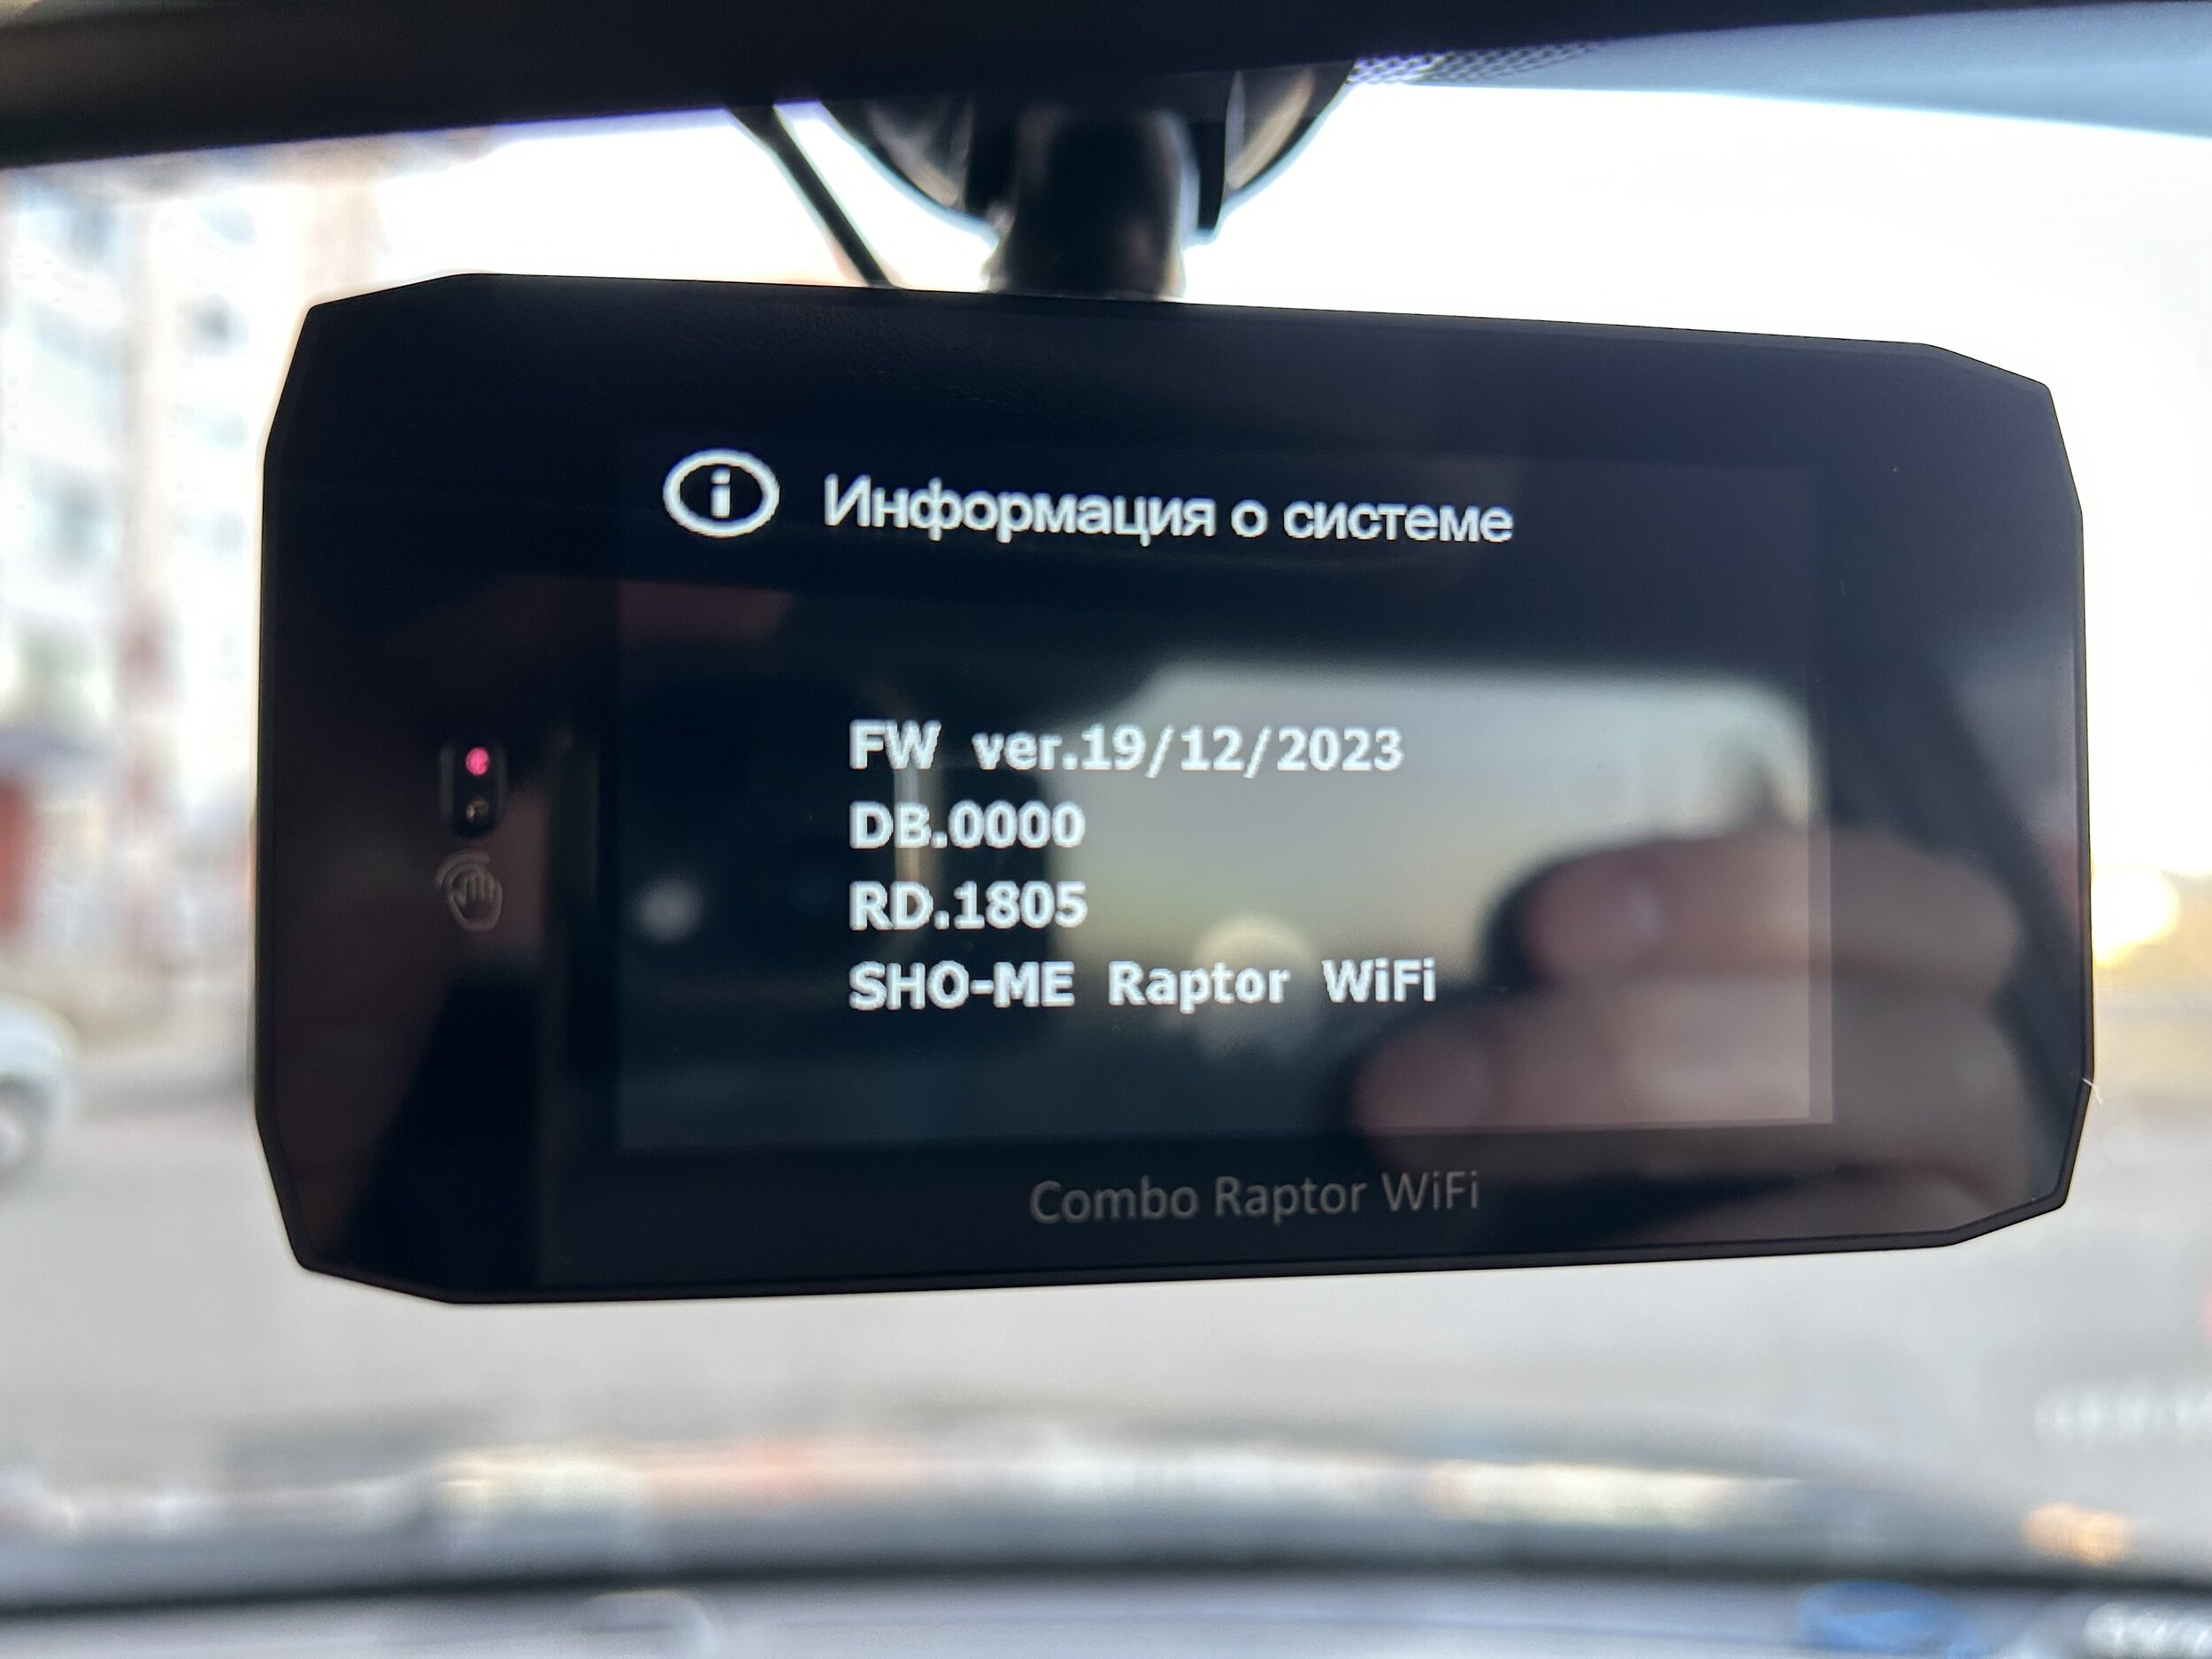 Информация о системе
FW ver.19/12/2023
DB.0000
RD.1805
SHO-ME Raptor WiFi
Combo Raptor WiFi